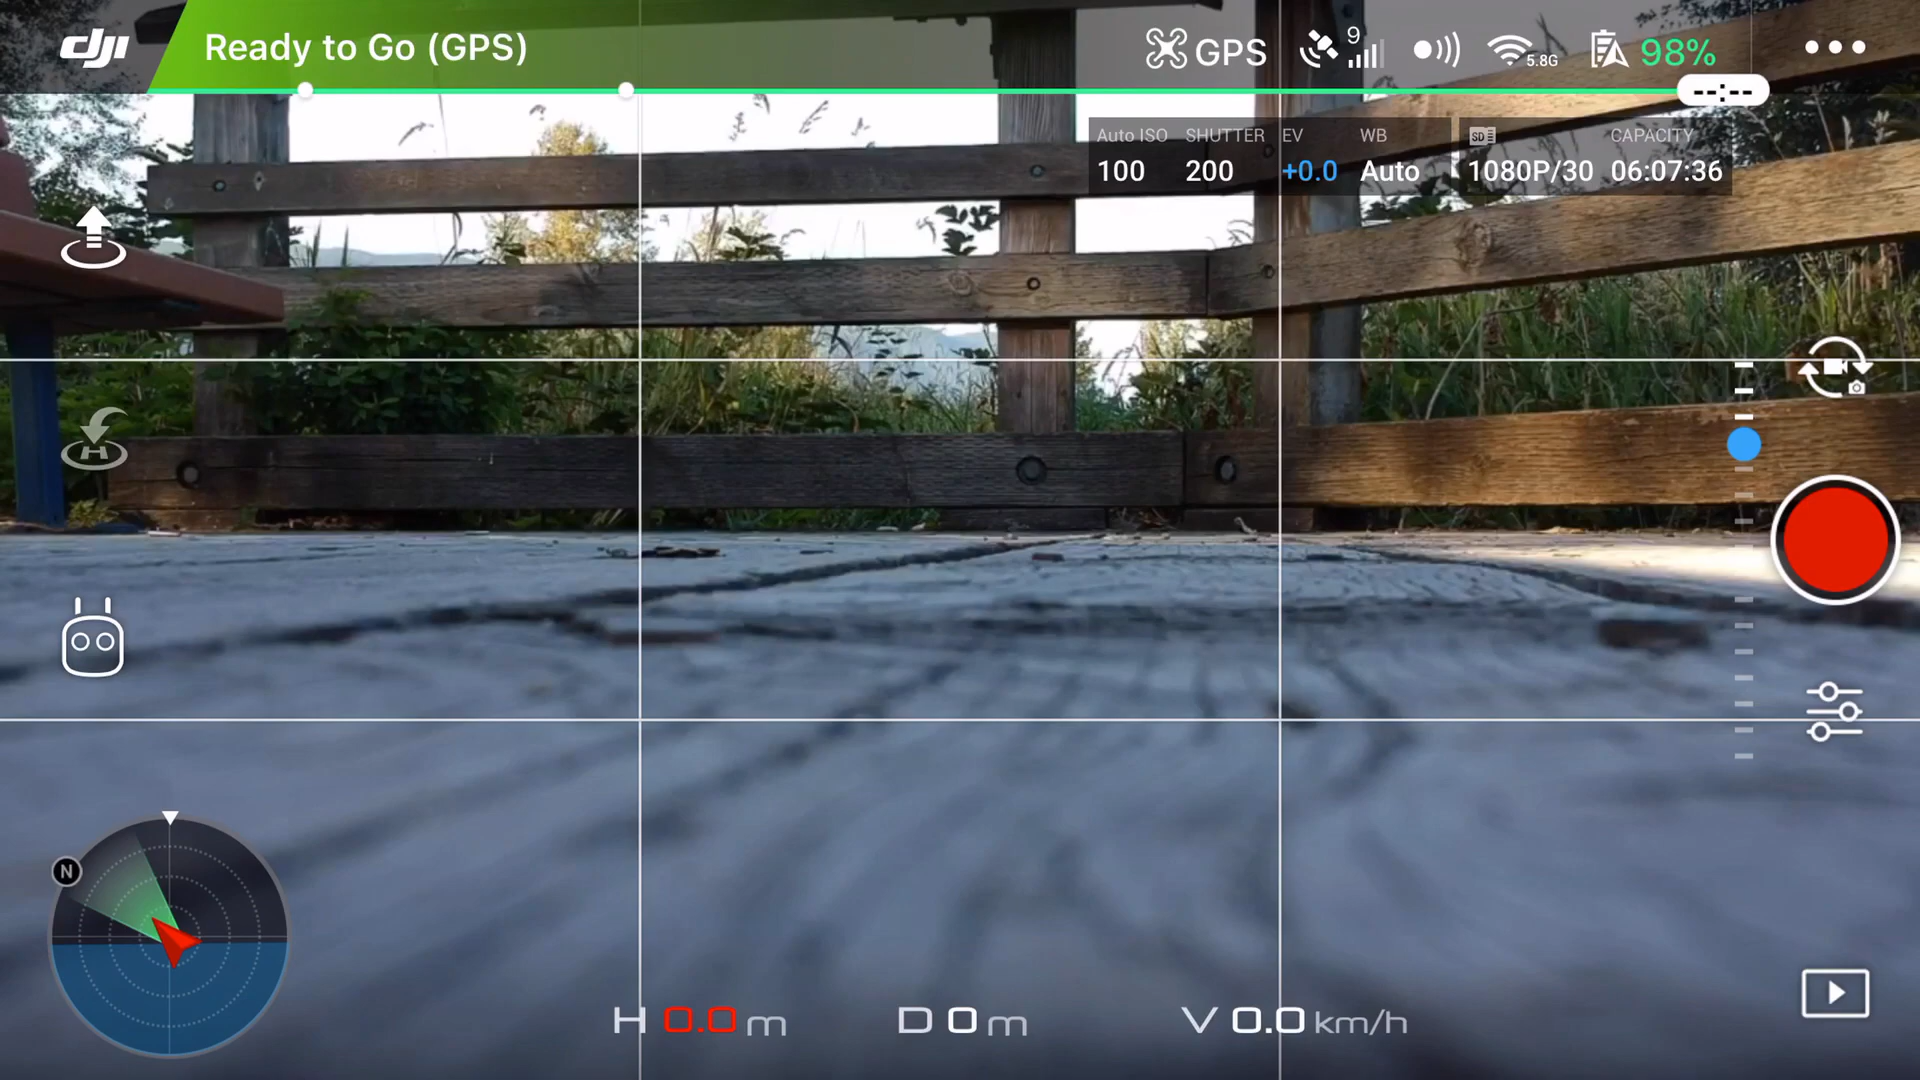 dji Ready to Go (GPS) GPS 9 5.8G 98% •••
--:--
Auto ISO SHUTTER EV WB SD CAPACITY
100 200 +0.0 Auto 1080P/30 06:07:36
H
N
H 0.0 m D 0 m V 0.0 km/h